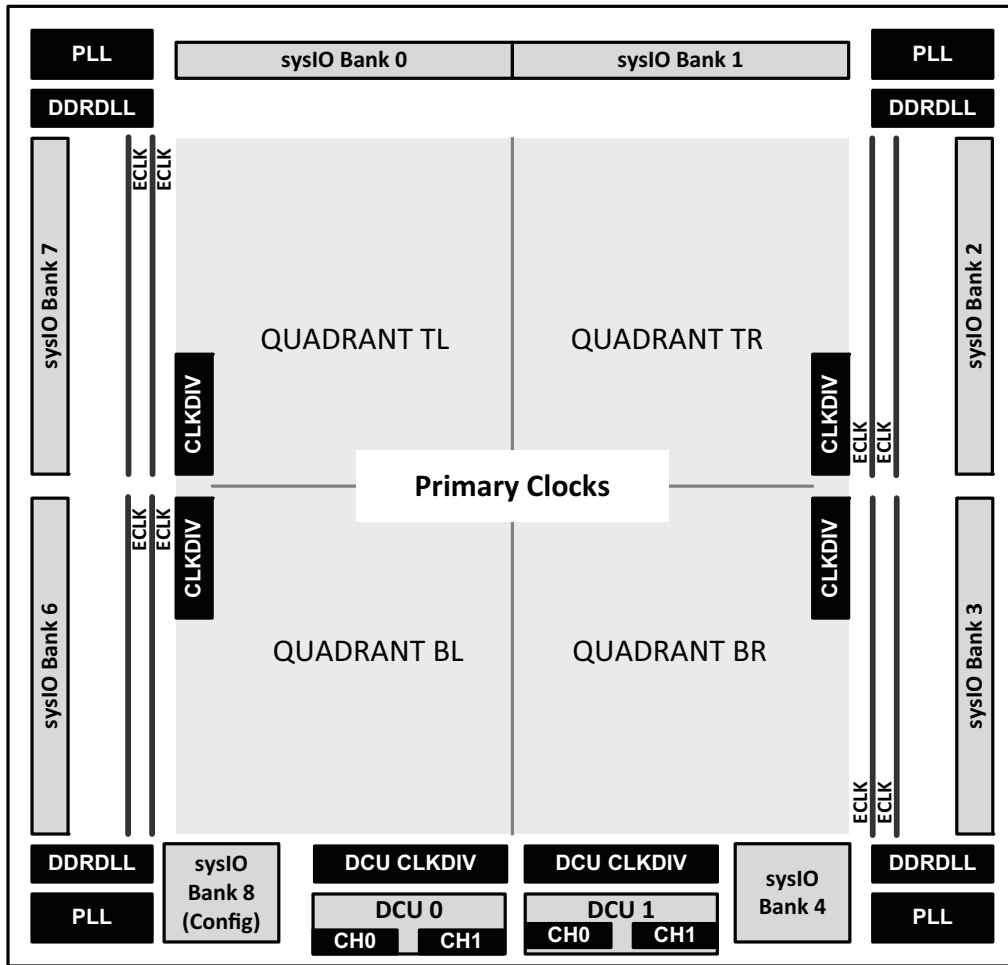 PLL
sysIO Bank 0
sysIO Bank 1
PLL
DDRDLL
DDRDLL
ECLK
ECLK
sysIO Bank 7
sysIO Bank 2
QUADRANT TL
QUADRANT TR
CLKDIV
CLKDIV
ECLK
ECLK
Primary Clocks
ECLK
ECLK
CLKDIV
CLKDIV
sysIO Bank 6
sysIO Bank 3
QUADRANT BL
QUADRANT BR
ECLK
ECLK
DDRDLL
sysIO
Bank 8
(Config)
DCU CLKDIV
DCU CLKDIV
sysIO
Bank 4
DDRDLL
PLL
DCU 0
CH0
CH1
DCU 1
CH0
CH1
PLL